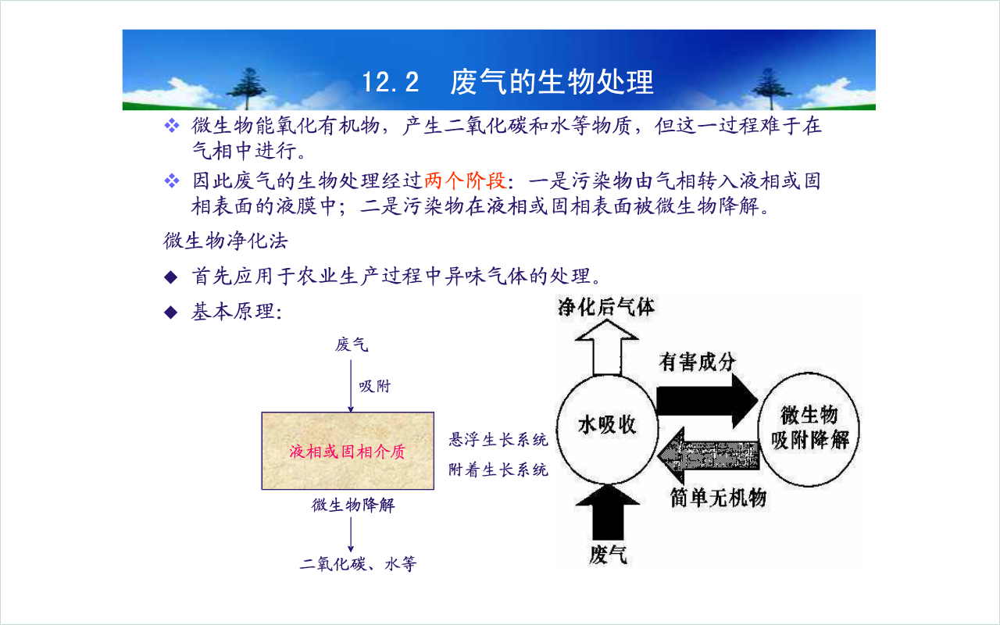 12.2 废气的生物处理
微生物能氧化有机物，产生二氧化碳和水等物质，但这一过程难于在
气相中进行。
因此废气的生物处理经过两个阶段：一是污染物由气相转入液相或固
相表面的液膜中；二是污染物在液相或固相表面被微生物降解。
微生物净化法
首先应用于农业生产过程中异味气体的处理。
基本原理：
废气
吸附
液相或固相介质
微生物降解
二氧化碳、水等
悬浮生长系统
附着生长系统
净化后气体
有害成分
水吸收
微生物
吸附降解
简单无机物
废气